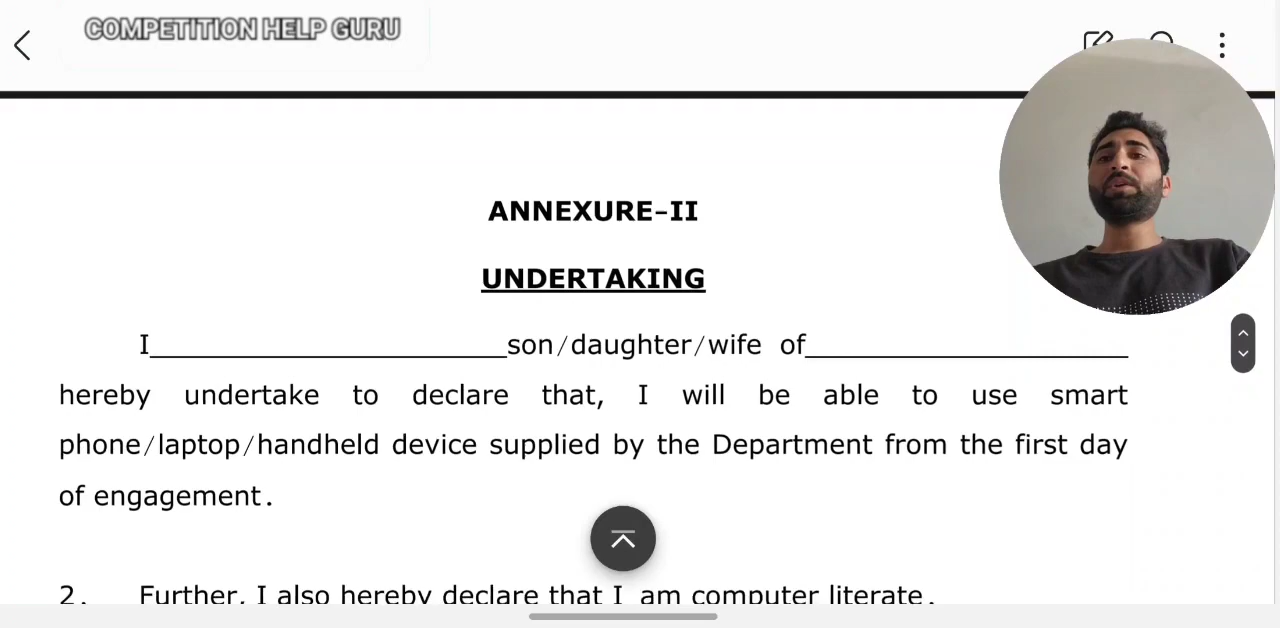 COMPETITION HELP GURU
ANNEXURE-II
UNDERTAKING
I_________________________son/daughter/wife of_______________________
hereby undertake to declare that, I will be able to use smart
phone/laptop/handheld device supplied by the Department from the first day
of engagement.
2. Further, I also hereby declare that I am computer literate.